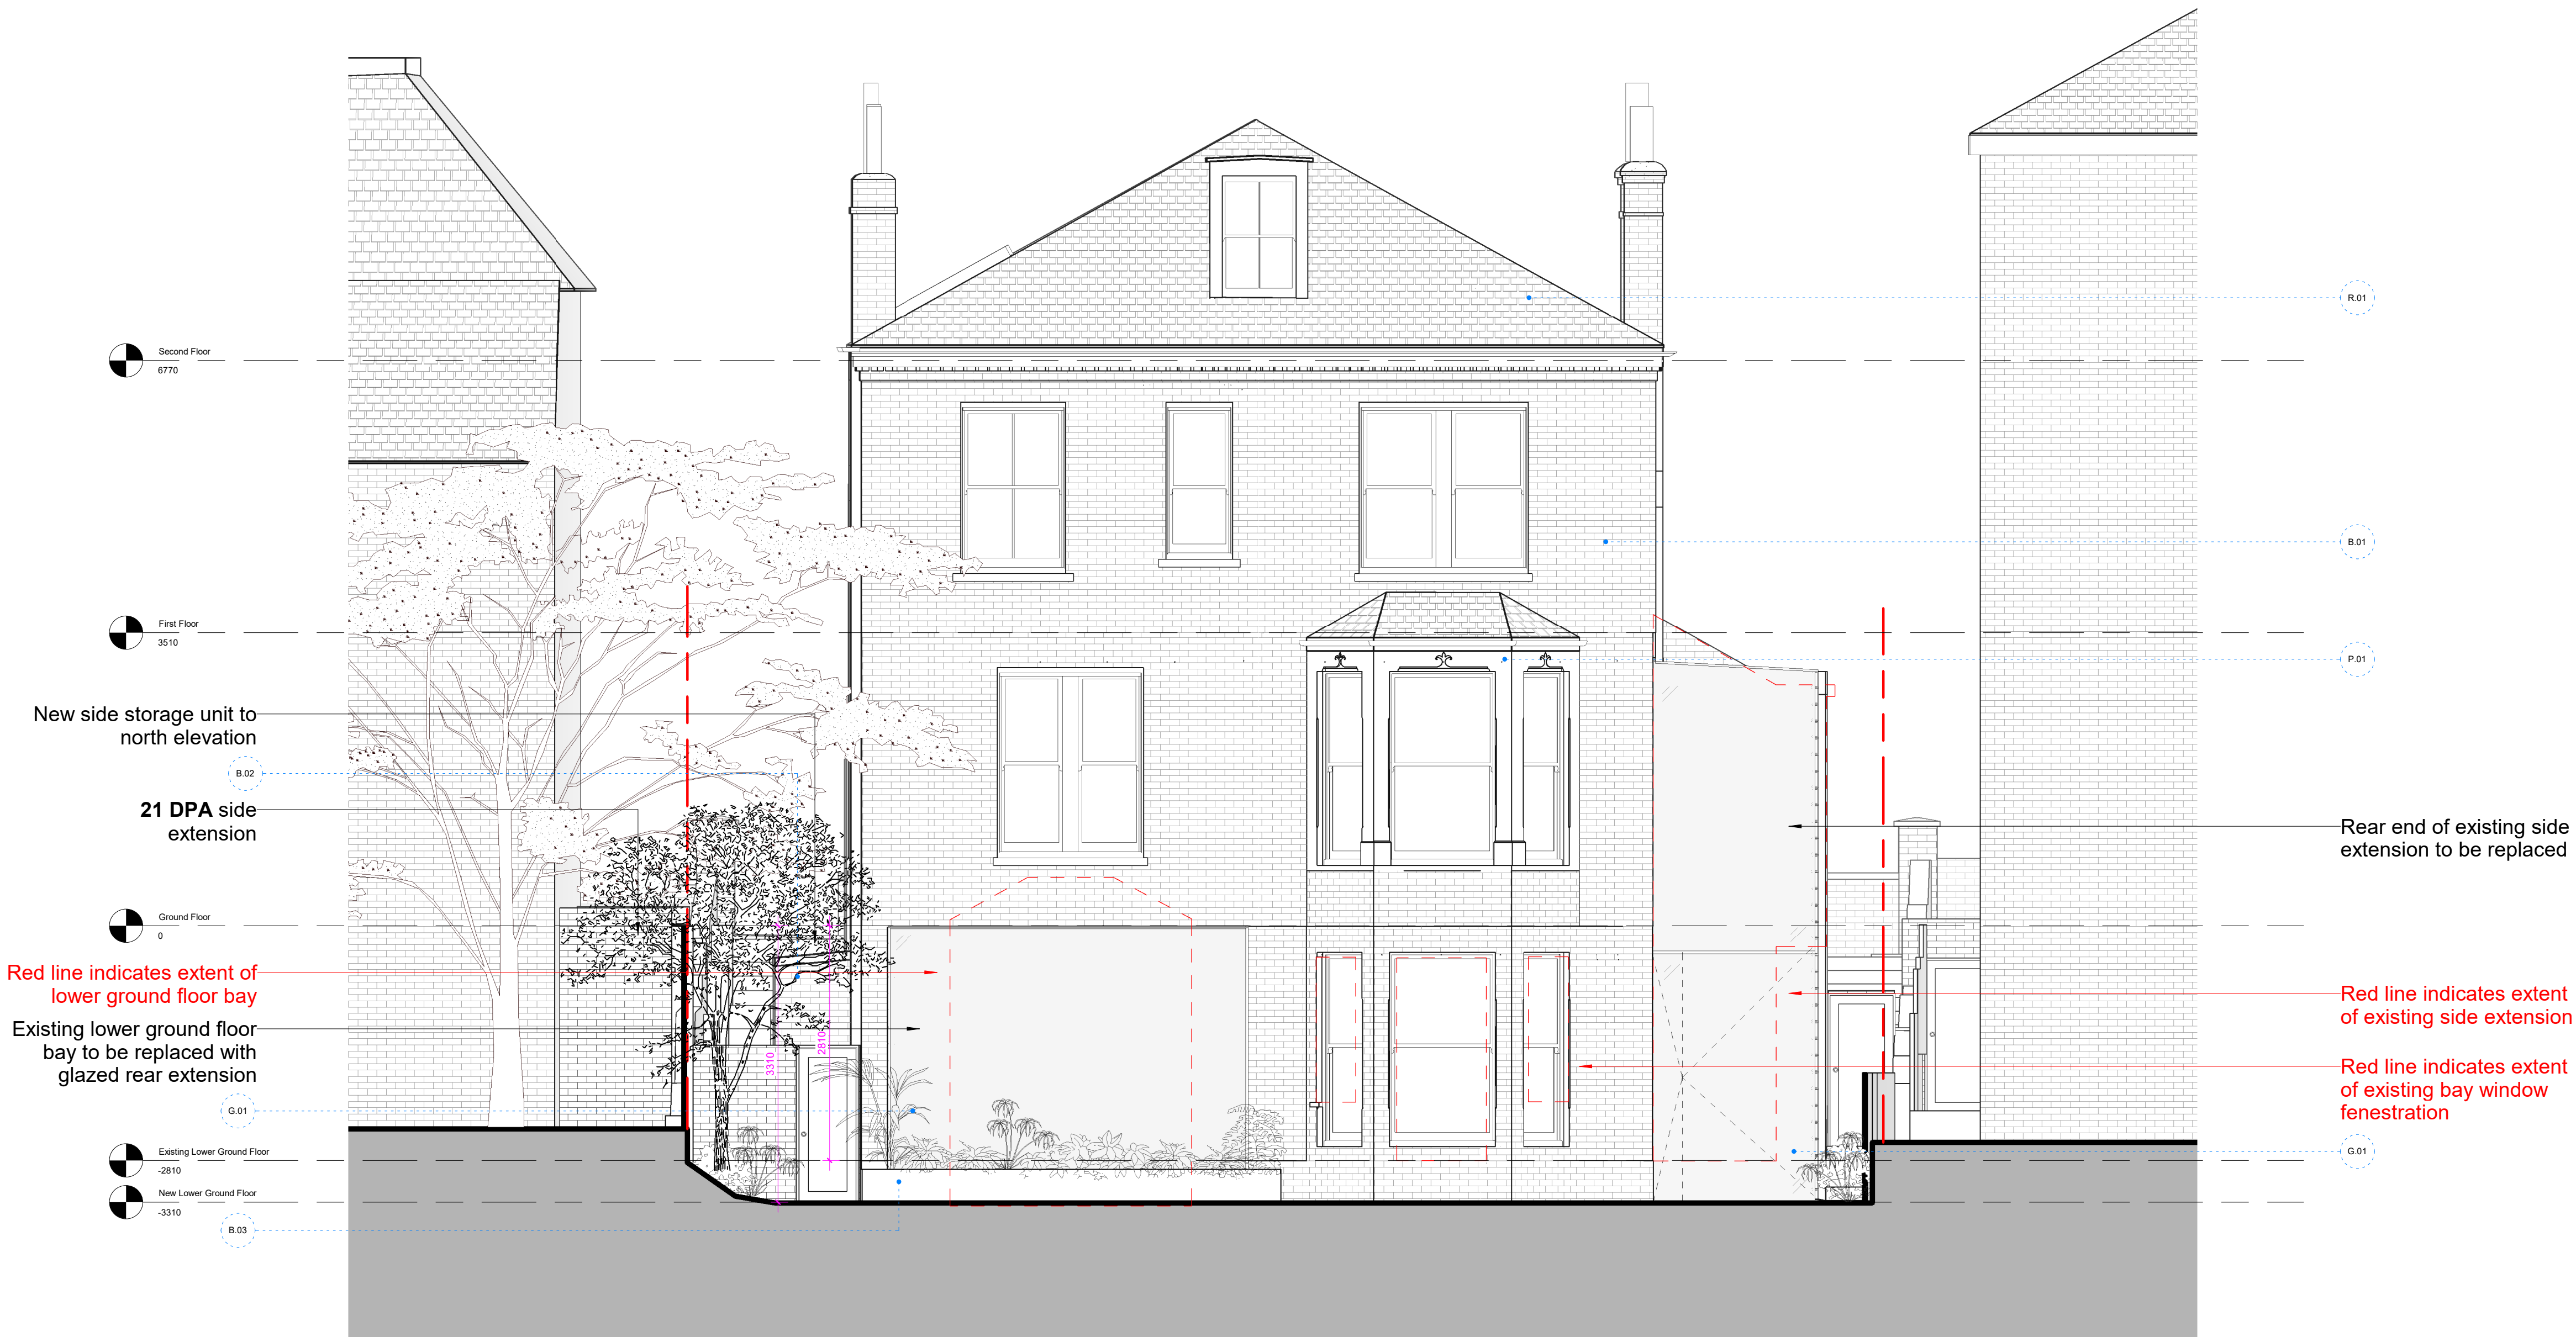 R.01
Second Floor
6770
B.01
First Floor
3510
P.01
New side storage unit to
north elevation
B.02
21 DPA side
extension
Rear end of existing side
extension to be replaced
Ground Floor
0
Red line indicates extent of
lower ground floor bay
Red line indicates extent
of existing side extension
Existing lower ground floor
bay to be replaced with
glazed rear extension
3310
2810
Red line indicates extent
of existing bay window
fenestration
G.01
Existing Lower Ground Floor
-2810
G.01
New Lower Ground Floor
-3310
B.03